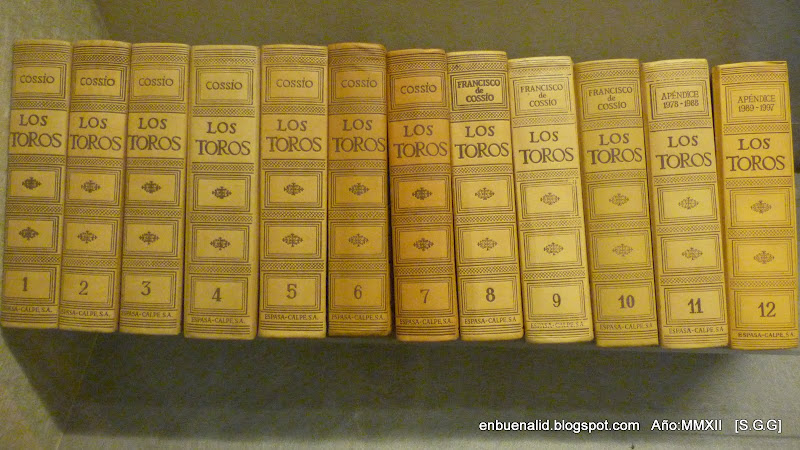 COSSÍO
LOS
TOROS
1
ESPASA-CALPE, S.A.
COSSÍO
LOS
TOROS
2
ESPASA-CALPE, S.A.
COSSÍO
LOS
TOROS
3
ESPASA-CALPE, S.A.
COSSÍO
LOS
TOROS
4
ESPASA-CALPE, S.A.
COSSÍO
LOS
TOROS
5
ESPASA-CALPE, S.A.
COSSÍO
LOS
TOROS
6
ESPASA-CALPE, S.A.
COSSÍO
LOS
TOROS
7
ESPASA-CALPE, S.A.
FRANCISCO
de
COSSÍO
LOS
TOROS
8
ESPASA-CALPE, S.A.
FRANCISCO
de
COSSÍO
LOS
TOROS
9
ESPASA-CALPE, S.A.
FRANCISCO
de
COSSÍO
LOS
TOROS
10
ESPASA-CALPE, S.A.
APÉNDICE
1978-1988
LOS
TOROS
11
ESPASA-CALPE, S.A.
APÉNDICE
1989-1997
LOS
TOROS
12
ESPASA-CALPE, S.A.
enbuenalid.blogspot.com Año:MMXII [S.G.G]